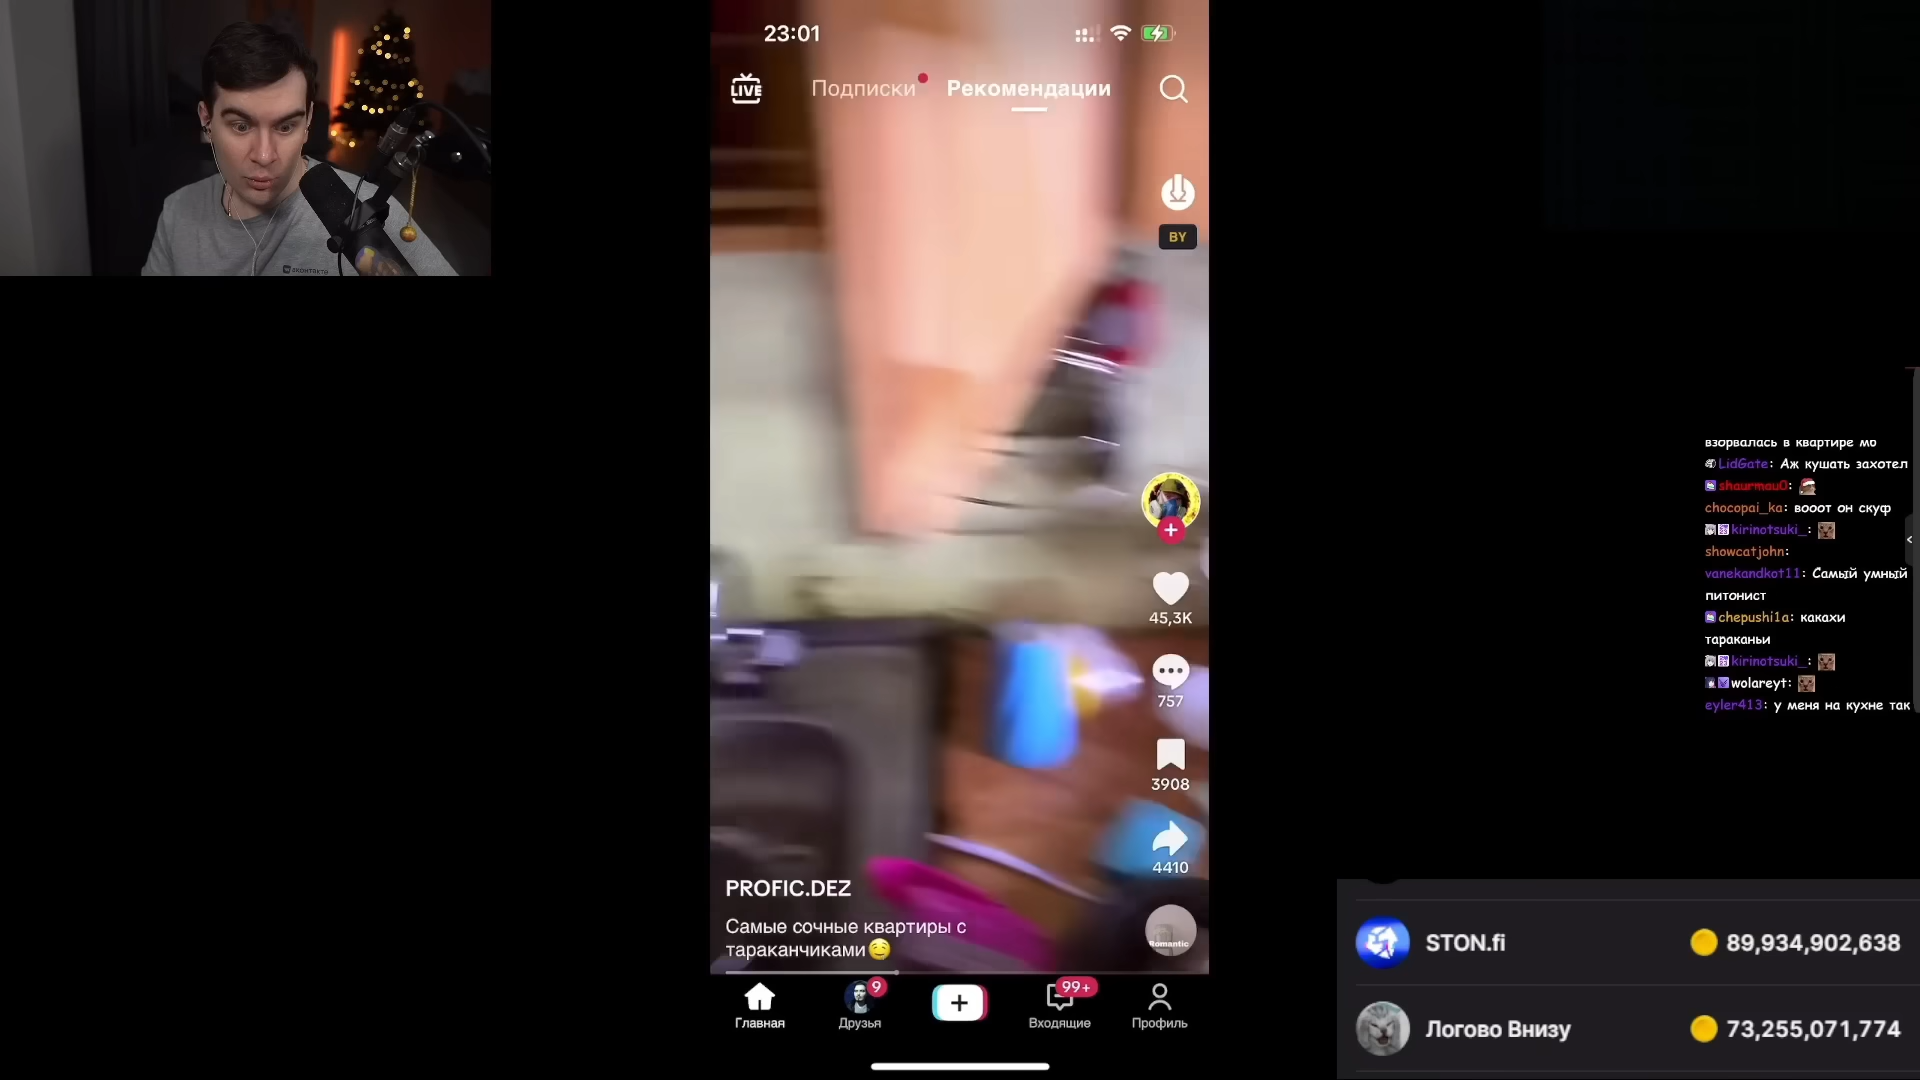 23:01
LIVE
Подписки
Рекомендации
BY
45,3K
757
3908
4410
PROFIC.DEZ
Самые сочные квартиры с
тараканчиками
Romantic
Главная
9
Друзья
99+
Входящие
Профиль
вконтакте
взорвалась в квартире мб
LidGate: Аж кушать захотел
shaurmau0:
chocopai_ka: вооот он скуф
kirinotsuki_:
showcatjohn:
vanekandkot11: Самый умный
питонист
chepushi1a: какахи
тараканьи
kirinotsuki_:
wolareyt:
eyler413: у меня на кухне так
STON.fi
89,934,902,638
Логово Внизу
73,255,071,774